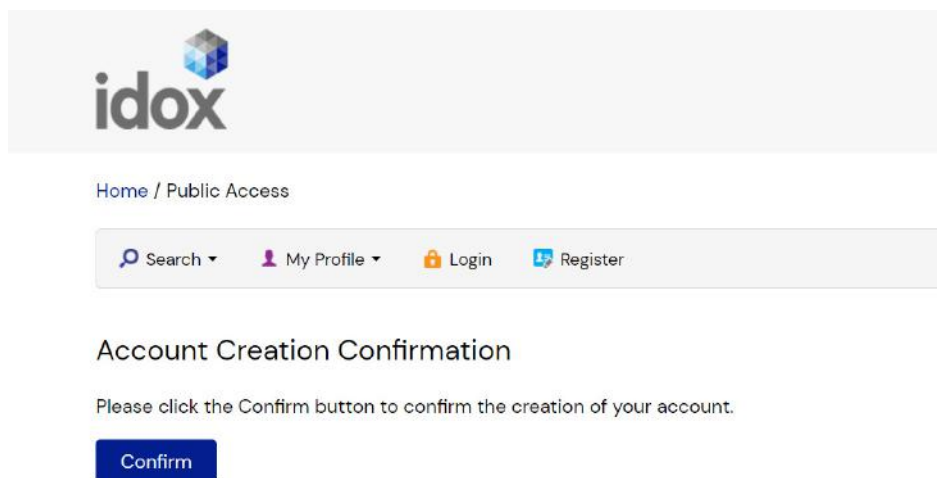 idox
Home / Public Access
Search My Profile Login Register
Account Creation Confirmation
Please click the Confirm button to confirm the creation of your account.
Confirm